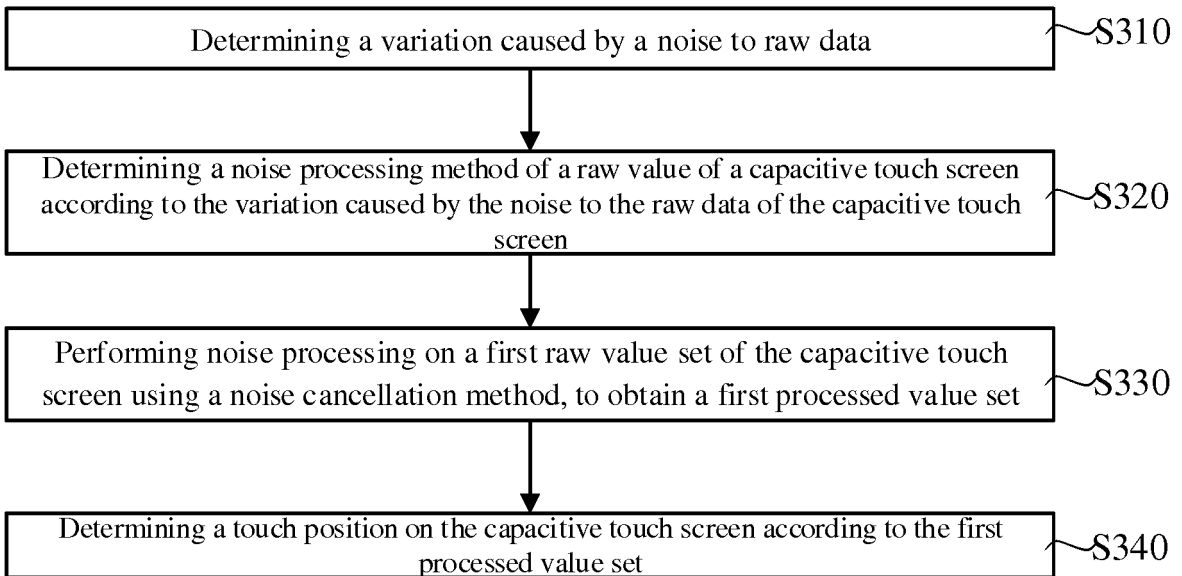 Determining a variation caused by a noise to raw data
S310
Determining a noise processing method of a raw value of a capacitive touch screen
according to the variation caused by the noise to the raw data of the capacitive touch
screen
S320
Performing noise processing on a first raw value set of the capacitive touch
screen using a noise cancellation method, to obtain a first processed value set
S330
Determining a touch position on the capacitive touch screen according to the first
processed value set
S340